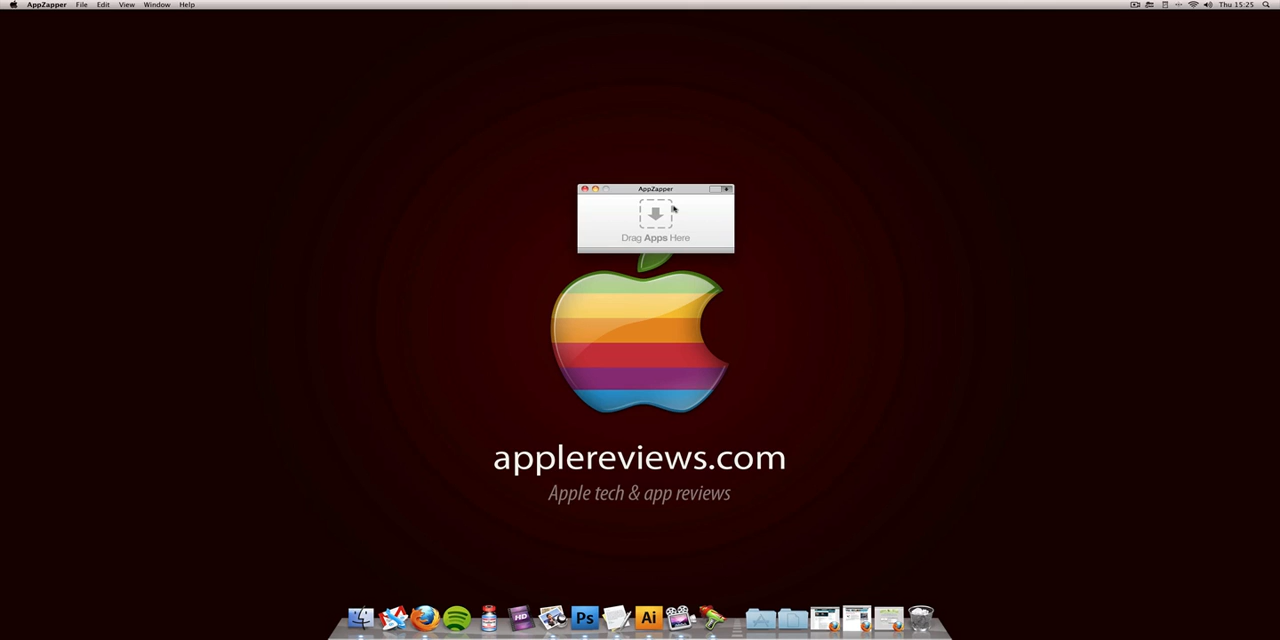 AppZapper File Edit View Window Help Thu 15:25
AppZapper
Drag Apps Here
applereviews.com
Apple tech & app reviews
HD Ps Ai